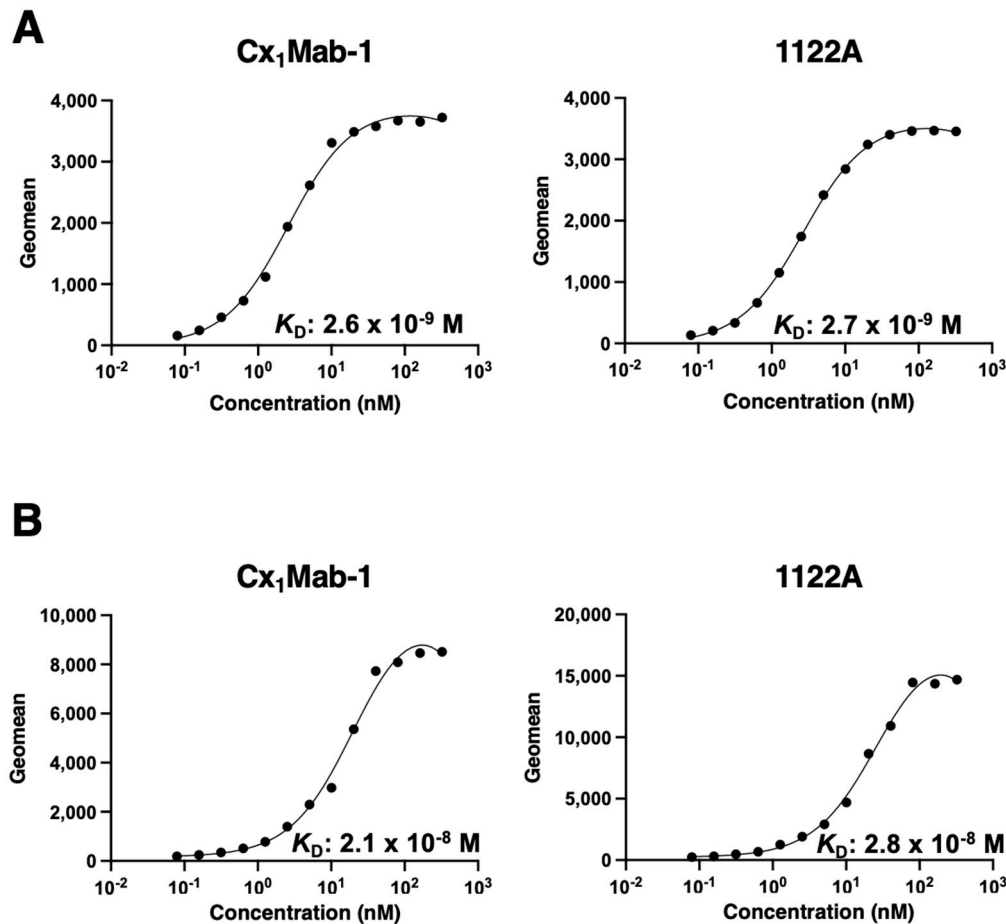 A
Cx₁Mab-1
4,000
3,000
2,000
1,000
0
Geomean
K_D: 2.6 x 10⁻⁹ M
10⁻² 10⁻¹ 10⁰ 10¹ 10² 10³
Concentration (nM)
1122A
4,000
3,000
2,000
1,000
0
Geomean
K_D: 2.7 x 10⁻⁹ M
10⁻² 10⁻¹ 10⁰ 10¹ 10² 10³
Concentration (nM)
B
Cx₁Mab-1
10,000
8,000
6,000
4,000
2,000
0
Geomean
K_D: 2.1 x 10⁻⁸ M
10⁻² 10⁻¹ 10⁰ 10¹ 10² 10³
Concentration (nM)
1122A
20,000
15,000
10,000
5,000
0
Geomean
K_D: 2.8 x 10⁻⁸ M
10⁻² 10⁻¹ 10⁰ 10¹ 10² 10³
Concentration (nM)